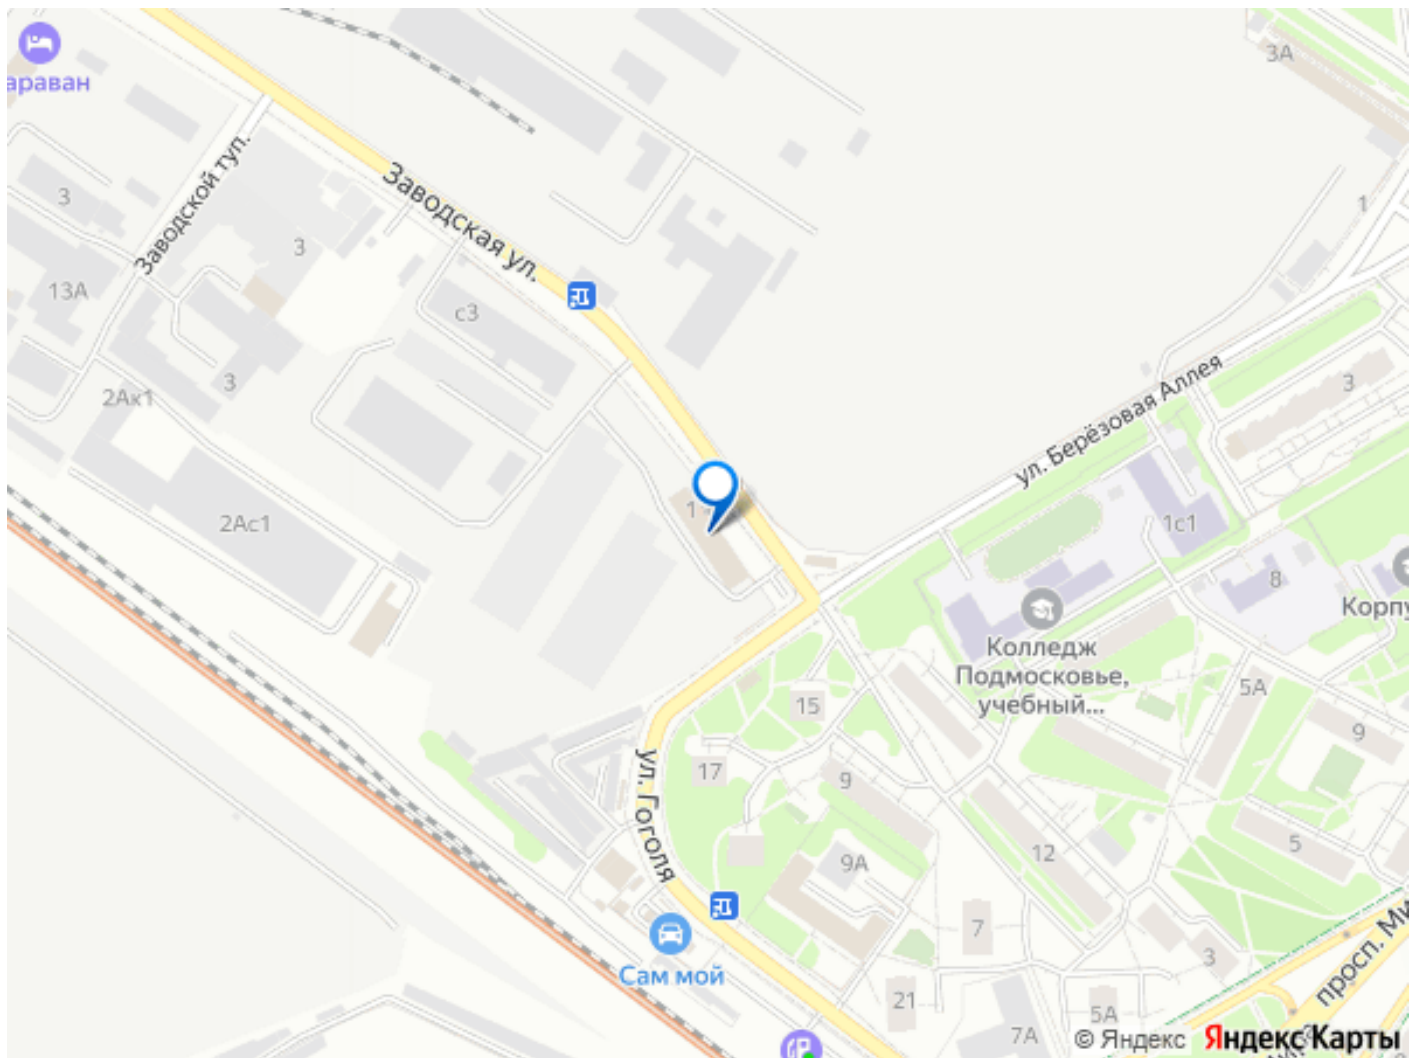 3А
араван
Заводской туп.
3
Заводская ул.
1
3
13А
с3
3
2Ак1
ул. Берёзовая Аллея
3
1
2Ас1
1с1
8
Корпу
Колледж
Подмосковье,
учебный...
5А
15
9
17
9
ул. Гоголя
12
5
9А
7
3
Сам мой
просп. Ми
21
5А
7А
© Яндекс
Яндекс Карты